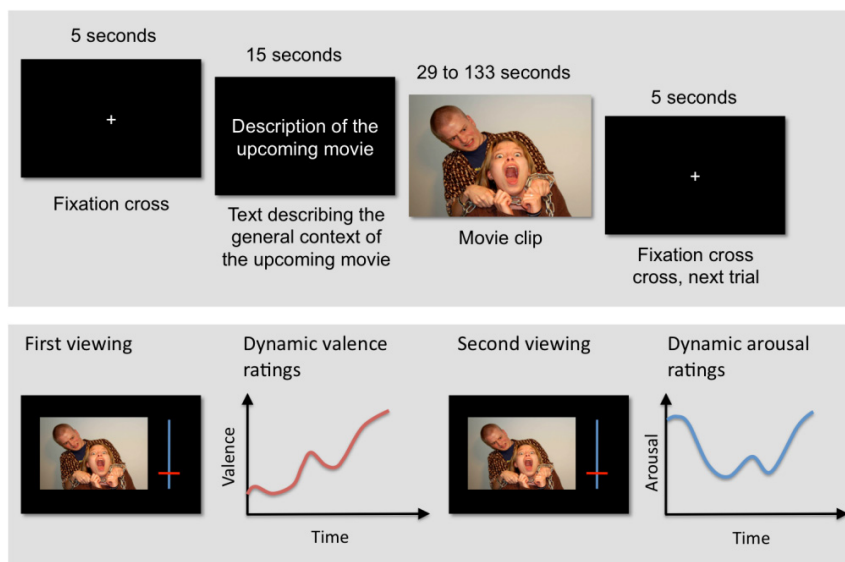 5 seconds
15 seconds
29 to 133 seconds
5 seconds
+
Description of the
upcoming movie
+
Fixation cross
Text describing the
general context of
the upcoming movie
Movie clip
Fixation cross
cross, next trial
First viewing
Dynamic valence
ratings
Second viewing
Dynamic arousal
ratings
Valence
Time
Arousal
Time